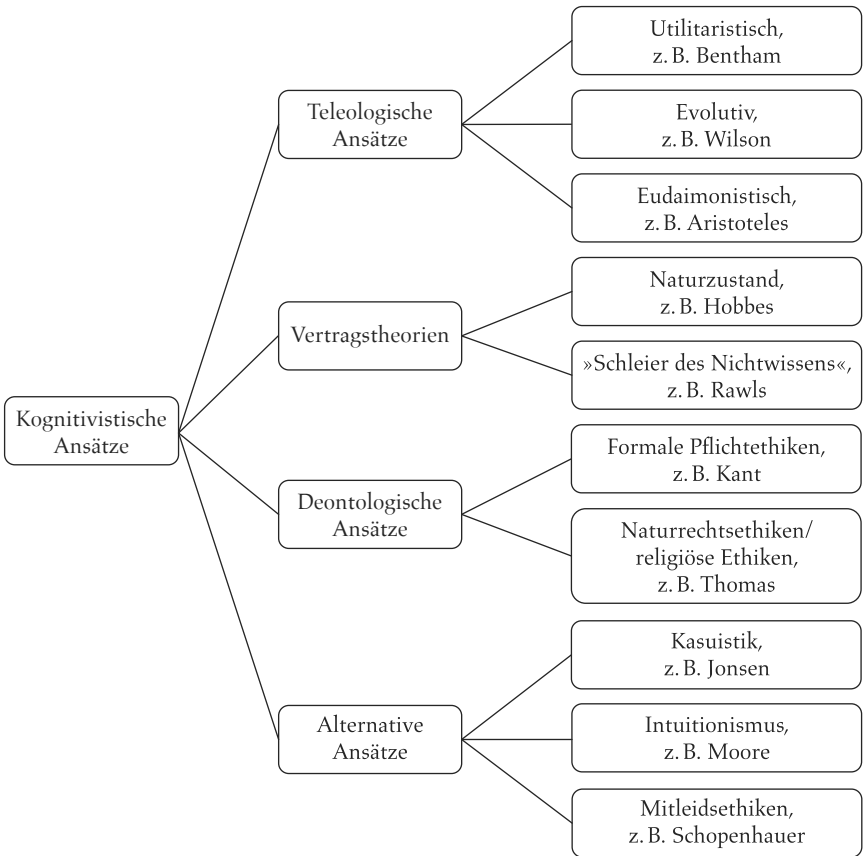 Kognitivistische
Ansätze
Teleologische
Ansätze
Utilitaristisch,
z. B. Bentham
Evolutiv,
z. B. Wilson
Eudaimonistisch,
z. B. Aristoteles
Vertragstheorien
Naturzustand,
z. B. Hobbes
»Schleier des Nichtwissens«,
z. B. Rawls
Deontologische
Ansätze
Formale Pflichtethiken,
z. B. Kant
Naturrechtsethiken/
religiöse Ethiken,
z. B. Thomas
Alternative
Ansätze
Kasuistik,
z. B. Jonsen
Intuitionismus,
z. B. Moore
Mitleidsethiken,
z. B. Schopenhauer